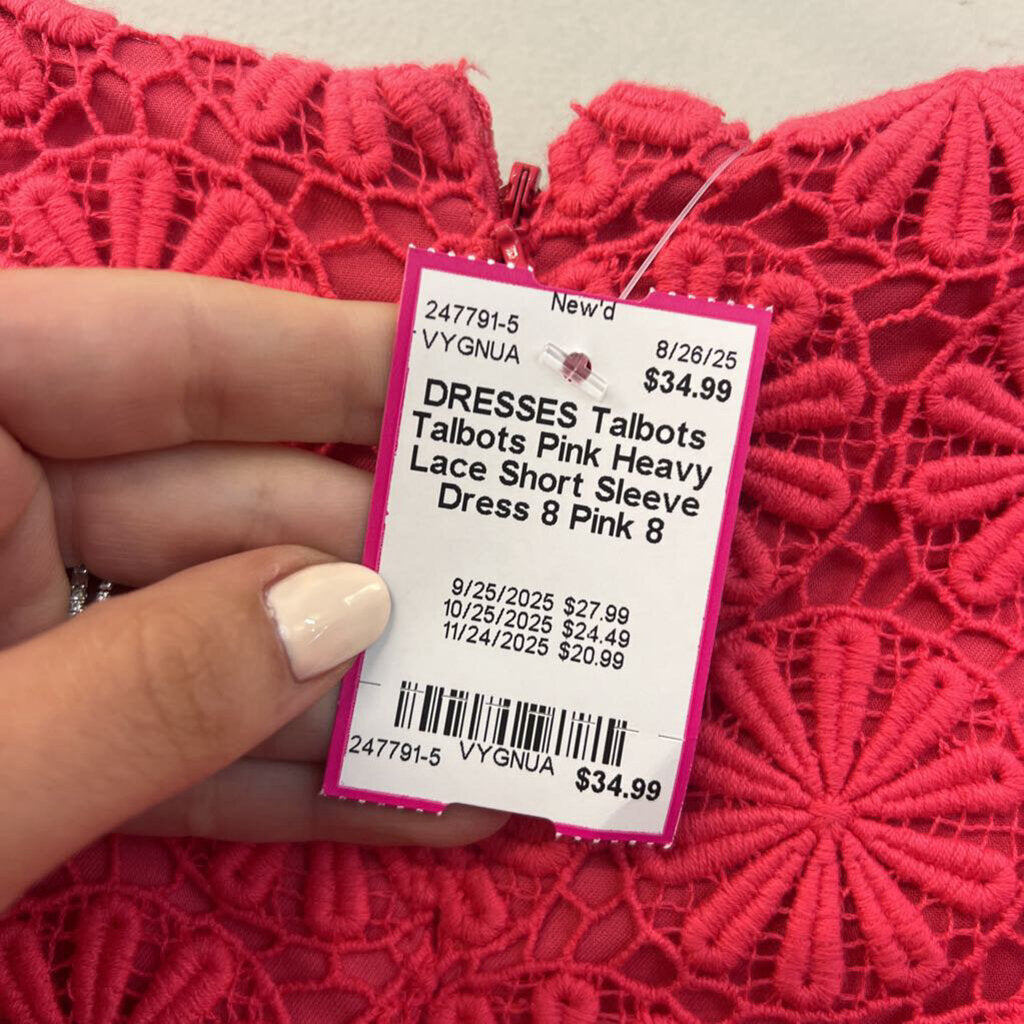 New'd
247791-5
VYGNUA
8/26/25
$34.99
DRESSES Talbots
Talbots Pink Heavy
Lace Short Sleeve
Dress 8 Pink 8
9/25/2025 $27.99
10/25/2025 $24.49
11/24/2025 $20.99
247791-5 VYGNUA $34.99